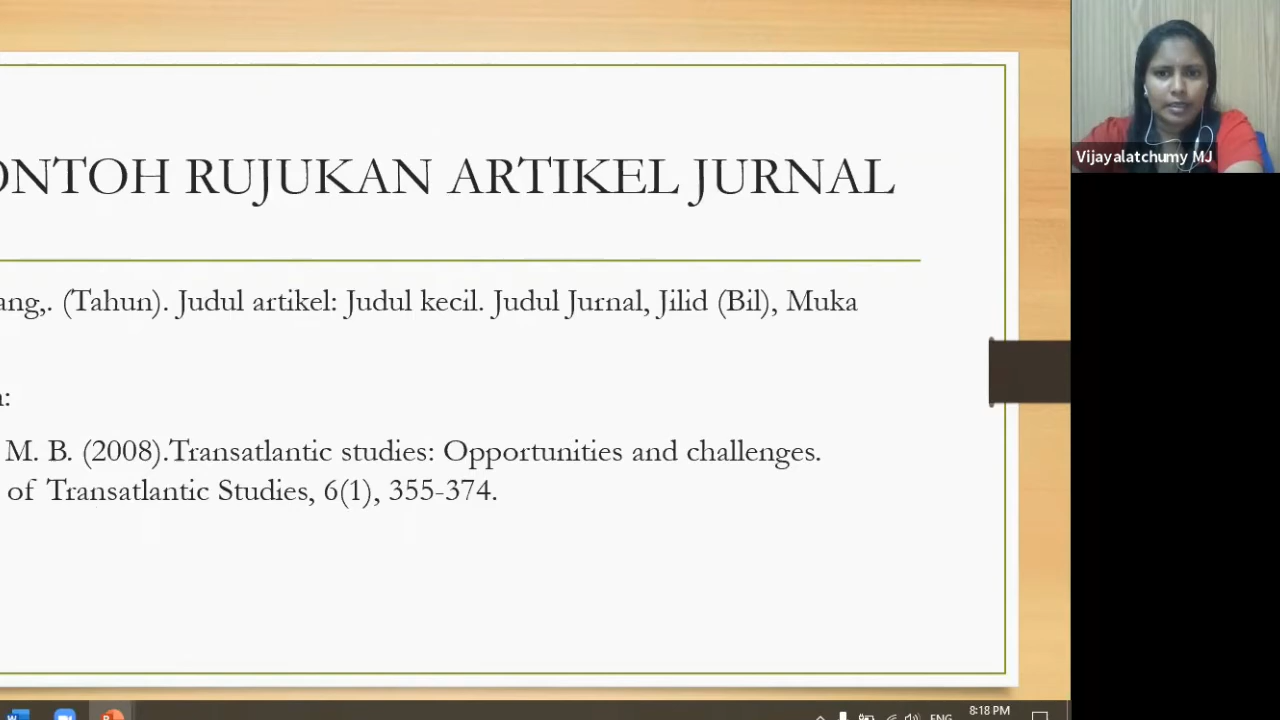 ONTOH RUJUKAN ARTIKEL JURNAL
ang,. (Tahun). Judul artikel: Judul kecil. Judul Jurnal, Jilid (Bil), Muka
:
M. B. (2008).Transatlantic studies: Opportunities and challenges.
of Transatlantic Studies, 6(1), 355-374.
Vijayalatchumy MJ
ENG
8:18 PM